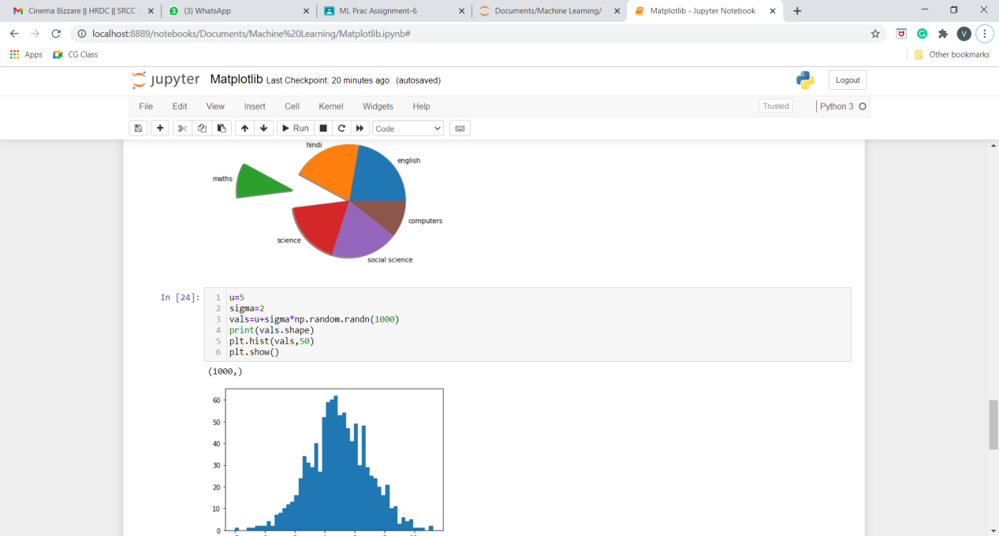 Cinema Bizzare || HRDC || SRCC -
(3) WhatsApp
ML Prac Assignment-6
Documents/Machine Learning/
Matplotlib - Jupyter Notebook
localhost:8889/notebooks/Documents/Machine%20Learning/Matplotlib.ipynb#
V
Apps
CG Class
Other bookmarks
jupyter Matplotlib Last Checkpoint: 20 minutes ago (autosaved)
Logout
File Edit View Insert Cell Kernel Widgets Help
Trusted
Python 3
Run
Code
hindi
english
maths
computers
science
social science
In [24]:
1 u=5
2 sigma=2
3 vals=u+sigma*np.random.randn(1000)
4 print(vals.shape)
5 plt.hist(vals,50)
6 plt.show()
(1000,)
60
50
40
30
20
10
0